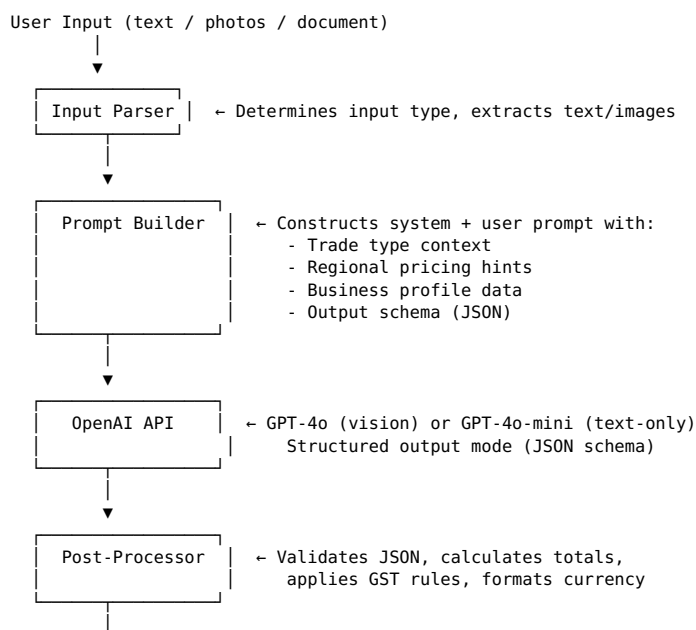 User Input (text / photos / document)
Input Parser ← Determines input type, extracts text/images
Prompt Builder ← Constructs system + user prompt with:
- Trade type context
- Regional pricing hints
- Business profile data
- Output schema (JSON)
OpenAI API ← GPT-4o (vision) or GPT-4o-mini (text-only)
Structured output mode (JSON schema)
Post-Processor ← Validates JSON, calculates totals,
applies GST rules, formats currency